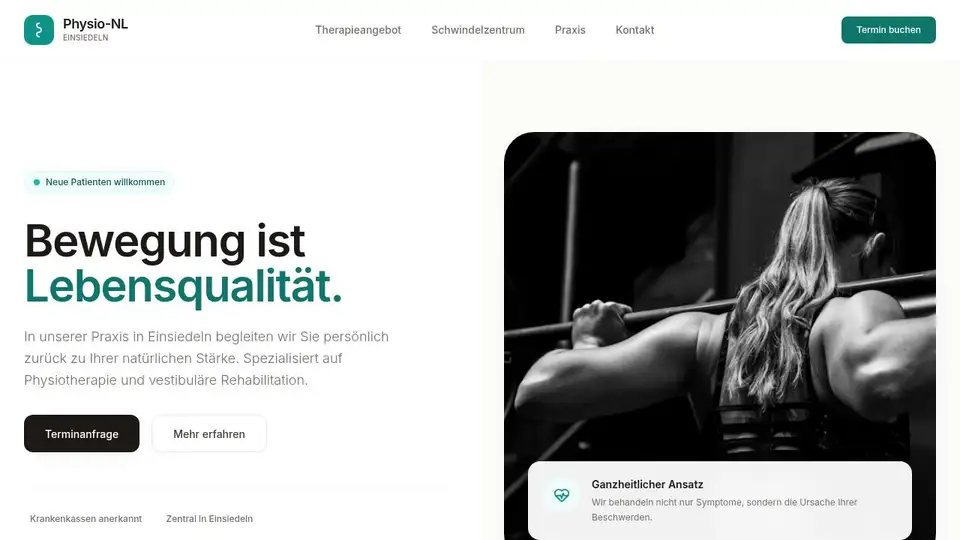 Physio-NL
EINSIEDELN
Therapieangebot
Schwindelzentrum
Praxis
Kontakt
Termin buchen
Neue Patienten willkommen
Bewegung ist
Lebensqualität.
In unserer Praxis in Einsiedeln begleiten wir Sie persönlich
zurück zu Ihrer natürlichen Stärke. Spezialisiert auf
Physiotherapie und vestibuläre Rehabilitation.
Terminanfrage
Mehr erfahren
Krankenkassen anerkannt
Zentral in Einsiedeln
Ganzheitlicher Ansatz
Wir behandeln nicht nur Symptome, sondern die Ursache Ihrer
Beschwerden.